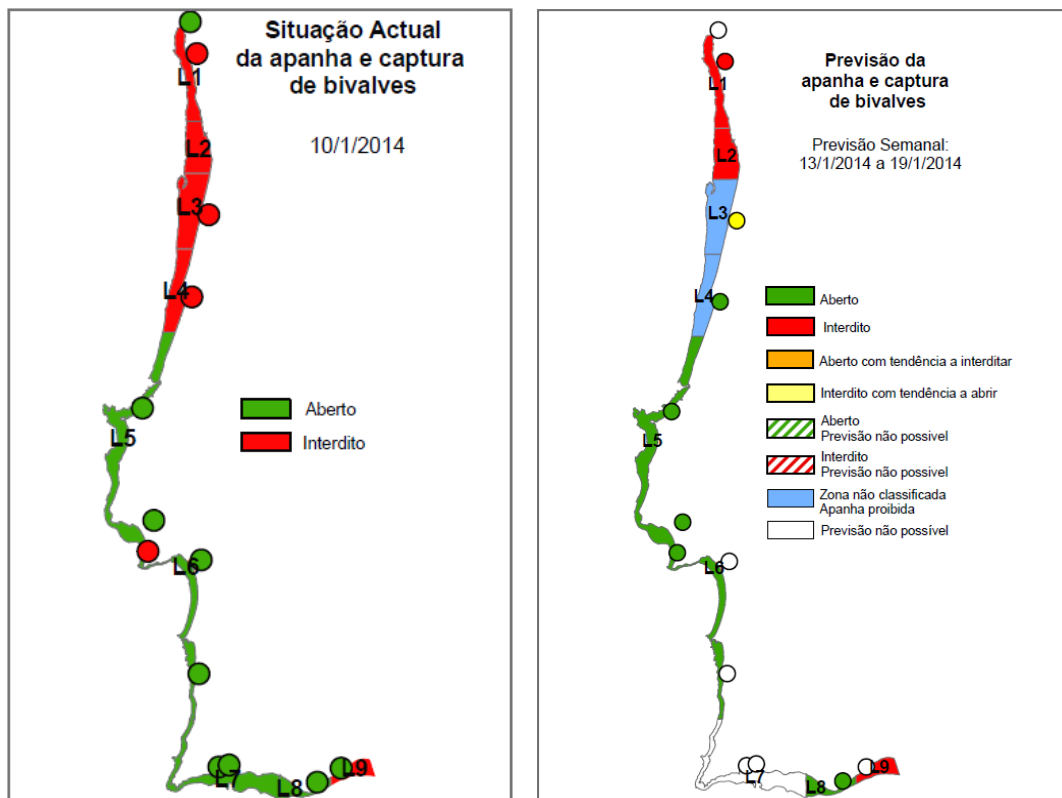 Situação Actual
da apanha e captura
de bivalves
10/1/2014
L1
L2
L3
L4
L5
L6
L7
L8
L9
Aberto
Interdito
Previsão da
apanha e captura
de bivalves
Previsão Semanal:
13/1/2014 a 19/1/2014
L1
L2
L3
L4
L5
L6
L7
L8
L9
Aberto
Interdito
Aberto com tendência a interditar
Interdito com tendência a abrir
Aberto
Previsão não possivel
Interdito
Previsão não possivel
Zona não classificada
Apanha proibida
Previsão não possível